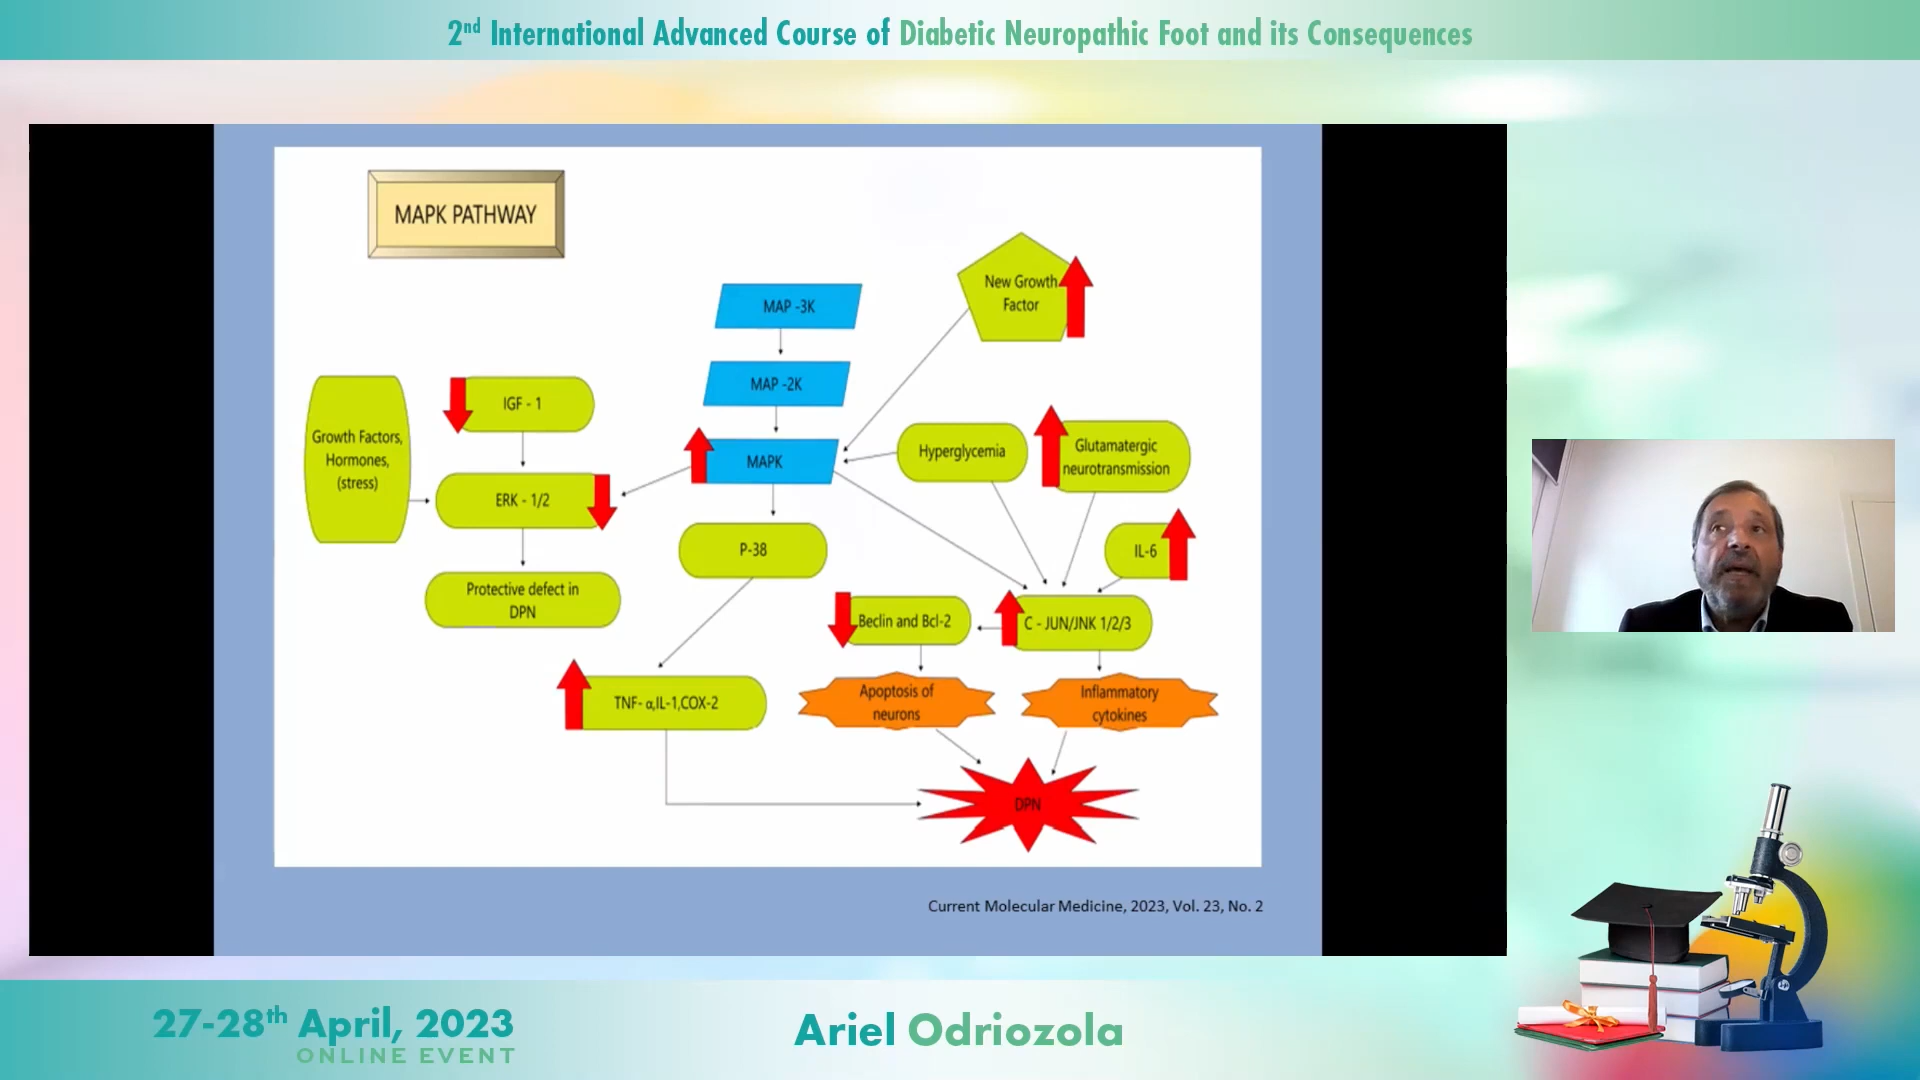 2nd International Advanced Course of Diabetic Neuropathic Foot and its Consequences
MAPK PATHWAY
New Growth
Factor
MAP -3K
MAP -2K
IGF - 1
Growth Factors,
Hormones,
(stress)
MAPK
Hyperglycemia
Glutamatergic
neurotransmission
ERK - 1/2
P-38
IL-6
Protective defect in
DPN
Beclin and Bcl-2
C - JUN/JNK 1/2/3
TNF- α,IL-1,COX-2
Apoptosis of
neurons
Inflammatory
cytokines
DPN
Current Molecular Medicine, 2023, Vol. 23, No. 2
27-28th April, 2023
ONLINE EVENT
Ariel Odriozola